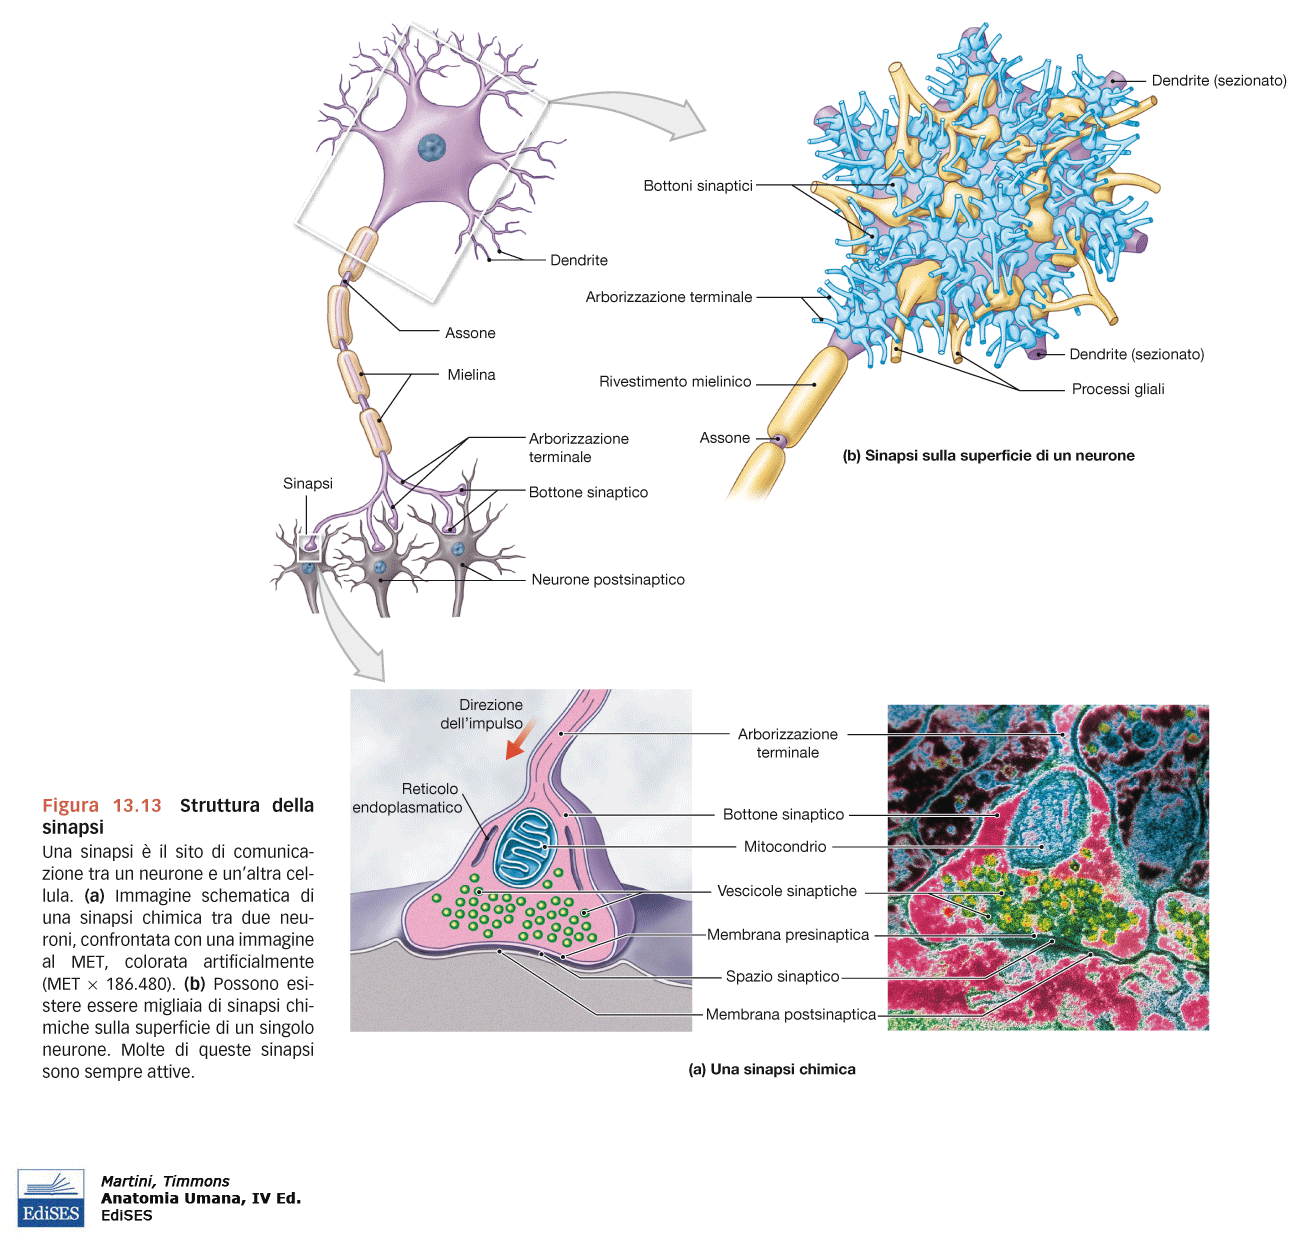 Dendrite (sezionato)
Bottoni sinaptici
Dendrite
Arborizzazione terminale
Assone
Dendrite (sezionato)
Mielina
Rivestimento mielinico
Processi gliali
Assone
Arborizzazione
terminale
(b) Sinapsi sulla superficie di un neurone
Sinapsi
Bottone sinaptico
Neurone postsinaptico
Direzione
dell'impulso
Arborizzazione
terminale
Reticolo
endoplasmatico
Bottone sinaptico
Mitocondrio
Vescicole sinaptiche
Membrana presinaptica
Spazio sinaptico
Membrana postsinaptica
(a) Una sinapsi chimica
Figura 13.13 Struttura della
sinapsi
Una sinapsi è il sito di comunica-
zione tra un neurone e un'altra cel-
lula. (a) Immagine schematica di
una sinapsi chimica tra due neu-
roni, confrontata con una immagine
al MET, colorata artificialmente
(MET × 186.480). (b) Possono esi-
stere essere migliaia di sinapsi chi-
miche sulla superficie di un singolo
neurone. Molte di queste sinapsi
sono sempre attive.
EdiSES
Martini, Timmons
Anatomia Umana, IV Ed.
EdiSES